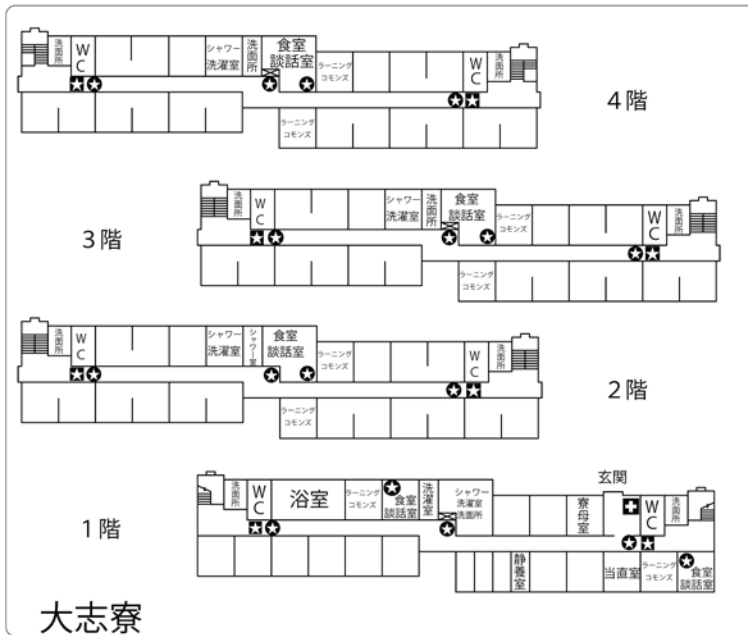 洗面所
WC
シャワー
洗濯室
洗面所
食室
談話室
ラーニング
コモンズ
WC
洗面所
ラーニング
コモンズ
4階
洗面所
WC
シャワー
洗濯室
洗面所
食室
談話室
ラーニング
コモンズ
WC
洗面所
ラーニング
コモンズ
3階
洗面所
WC
シャワー
洗濯室
シャワー室
食室
談話室
ラーニング
コモンズ
WC
洗面所
ラーニング
コモンズ
2階
玄関
洗面所
WC
浴室
ラーニング
コモンズ
食室
談話室
洗濯室
シャワー
洗濯室
洗面所
寮母室
WC
洗面所
静養室
当直室
ラーニング
コモンズ
食室
談話室
1階
大志寮